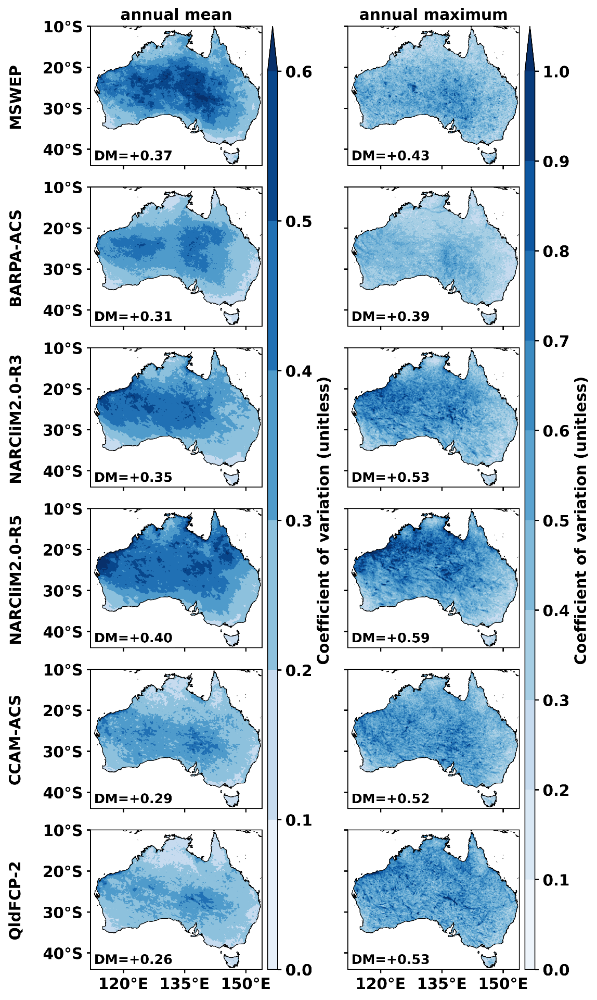 annual mean
annual maximum
MSWEP
10°S
20°S
30°S
40°S
DM=+0.37
DM=+0.43
BARPA-ACS
10°S
20°S
30°S
40°S
DM=+0.31
DM=+0.39
NARCliM2.0-R3
10°S
20°S
30°S
40°S
DM=+0.35
DM=+0.53
NARCliM2.0-R5
10°S
20°S
30°S
40°S
DM=+0.40
DM=+0.59
CCAM-ACS
10°S
20°S
30°S
40°S
DM=+0.29
DM=+0.52
QldFCP-2
10°S
20°S
30°S
40°S
DM=+0.26
DM=+0.53
120°E 135°E 150°E
120°E 135°E 150°E
0.6
0.5
0.4
0.3
0.2
0.1
0.0
Coefficient of variation (unitless)
1.0
0.9
0.8
0.7
0.6
0.5
0.4
0.3
0.2
0.1
0.0
Coefficient of variation (unitless)